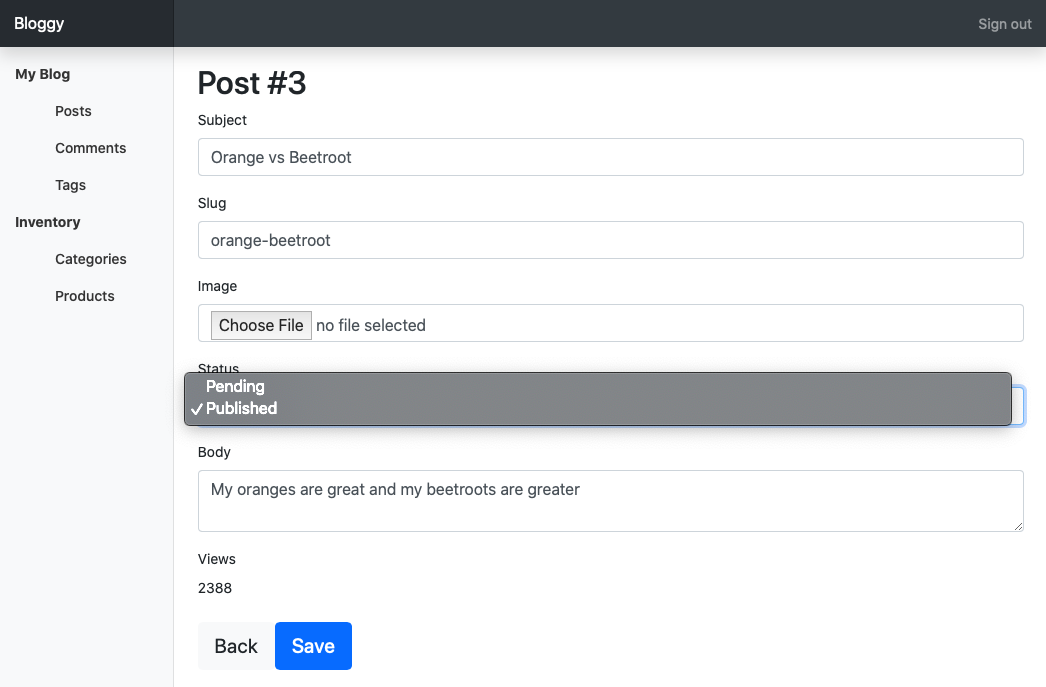 Bloggy
Sign out
My Blog
Posts
Comments
Tags
Inventory
Categories
Products
Post #3
Subject
Orange vs Beetroot
Slug
orange-beetroot
Image
Choose File no file selected
Status
Pending
✓ Published
Body
My oranges are great and my beetroots are greater
Views
2388
Back Save